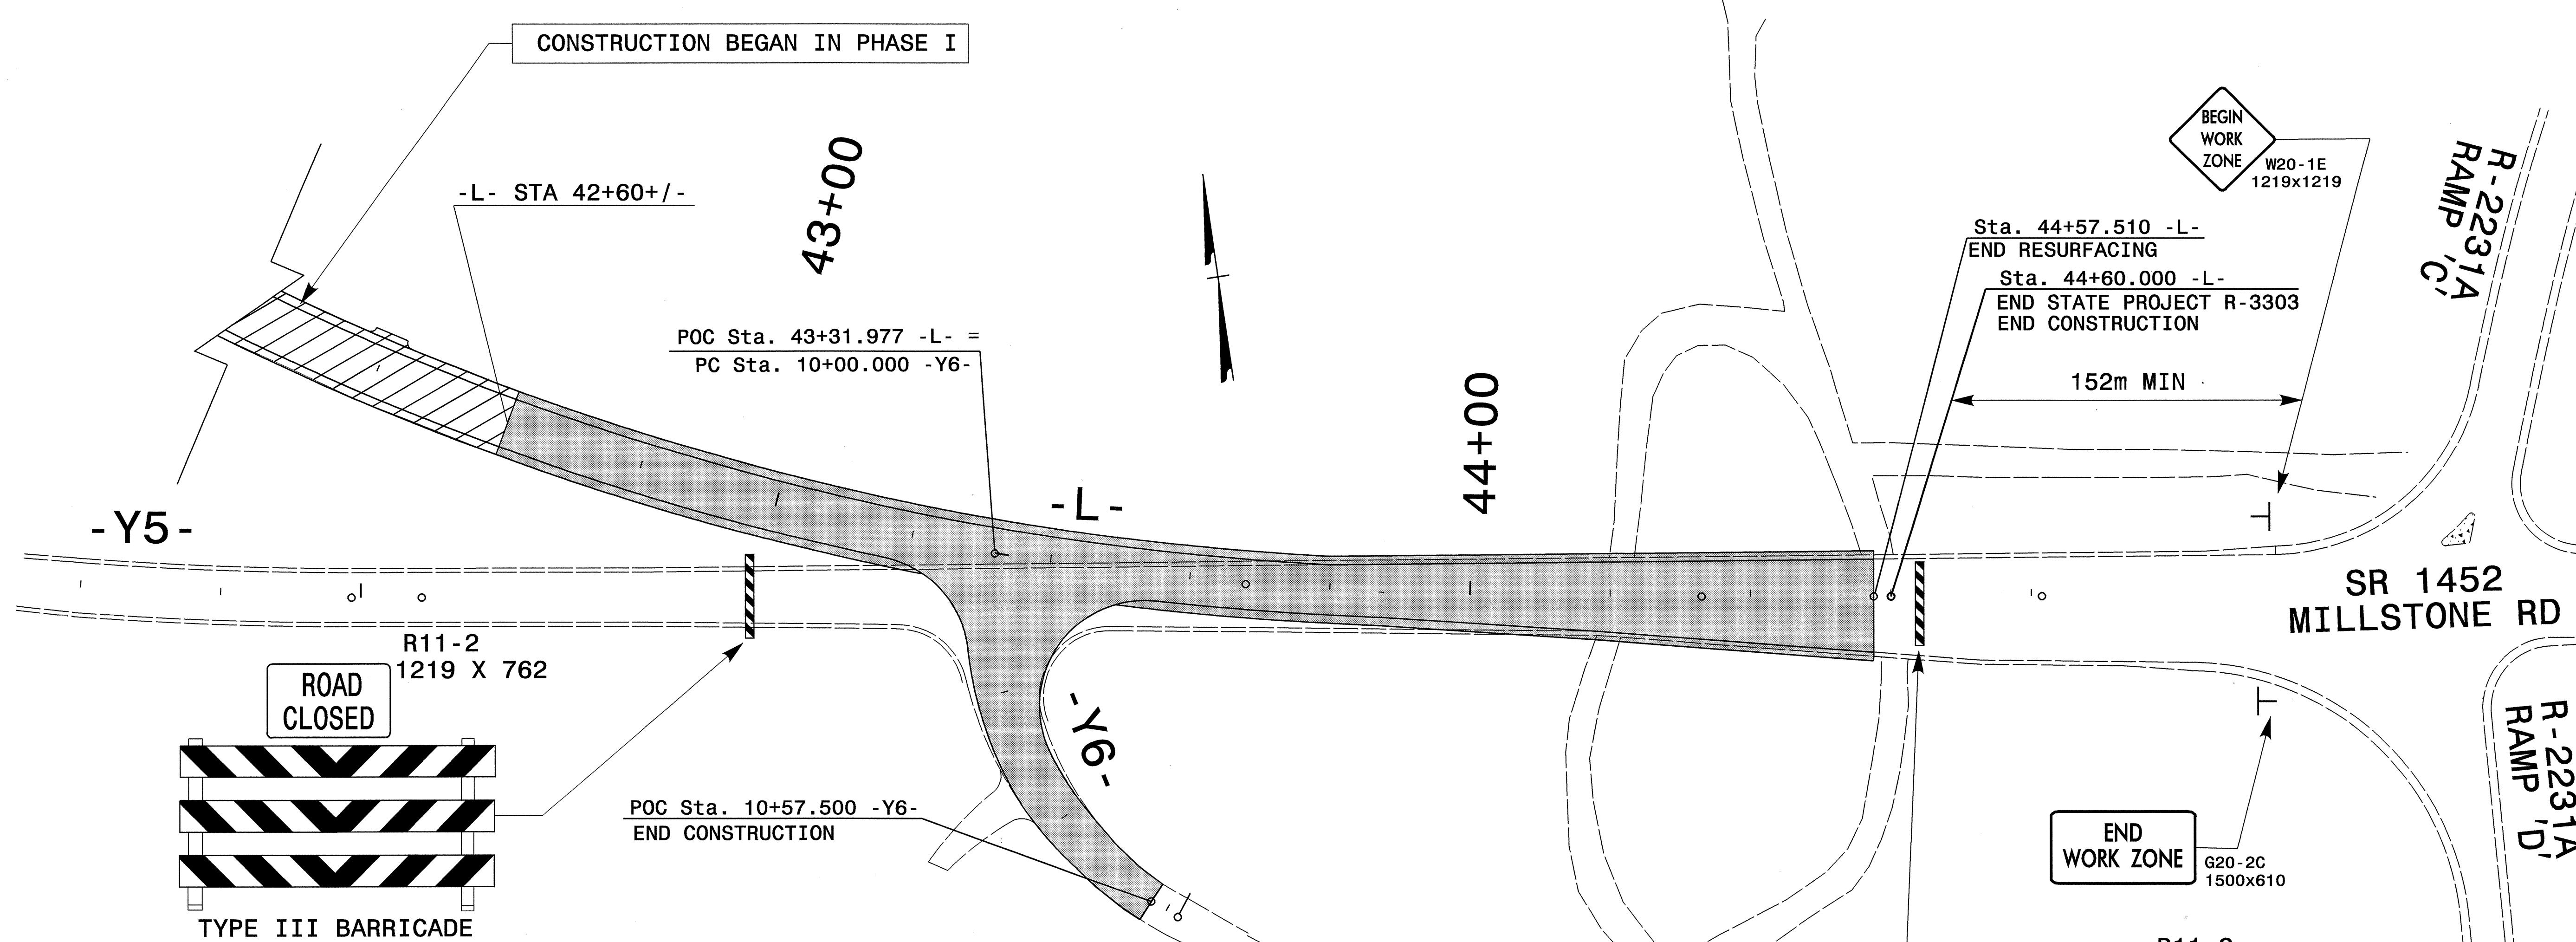 CONSTRUCTION BEGAN IN PHASE I
-L- STA 42+60+/-
43+00
POC Sta. 43+31.977 -L- =
PC Sta. 10+00.000 -Y6-
-L-
44+00
BEGIN
WORK
ZONE
W20-1E
1219x1219
Sta. 44+57.510 -L-
END RESURFACING
Sta. 44+60.000 -L-
END STATE PROJECT R-3303
END CONSTRUCTION
152m MIN
R-2231A
RAMP 'C'
-Y5-
R11-2
1219 X 762
ROAD
CLOSED
TYPE III BARRICADE
-Y6-
POC Sta. 10+57.500 -Y6-
END CONSTRUCTION
SR 1452
MILLSTONE RD
R-2231A
RAMP 'D'
END
WORK ZONE
G20-2C
1500x610